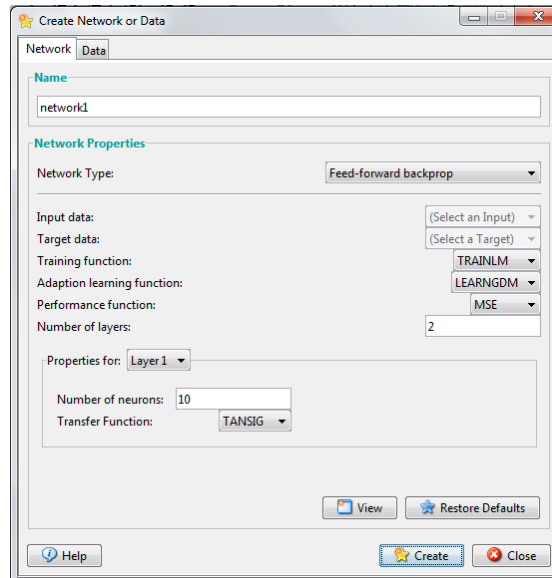 Create Network or Data
Network Data
Name
network1
Network Properties
Network Type: Feed-forward backprop
Input data: (Select an Input)
Target data: (Select a Target)
Training function: TRAINLM
Adaption learning function: LEARNGDM
Performance function: MSE
Number of layers: 2
Properties for: Layer 1
Number of neurons: 10
Transfer Function: TANSIG
View Restore Defaults
Help Create Close